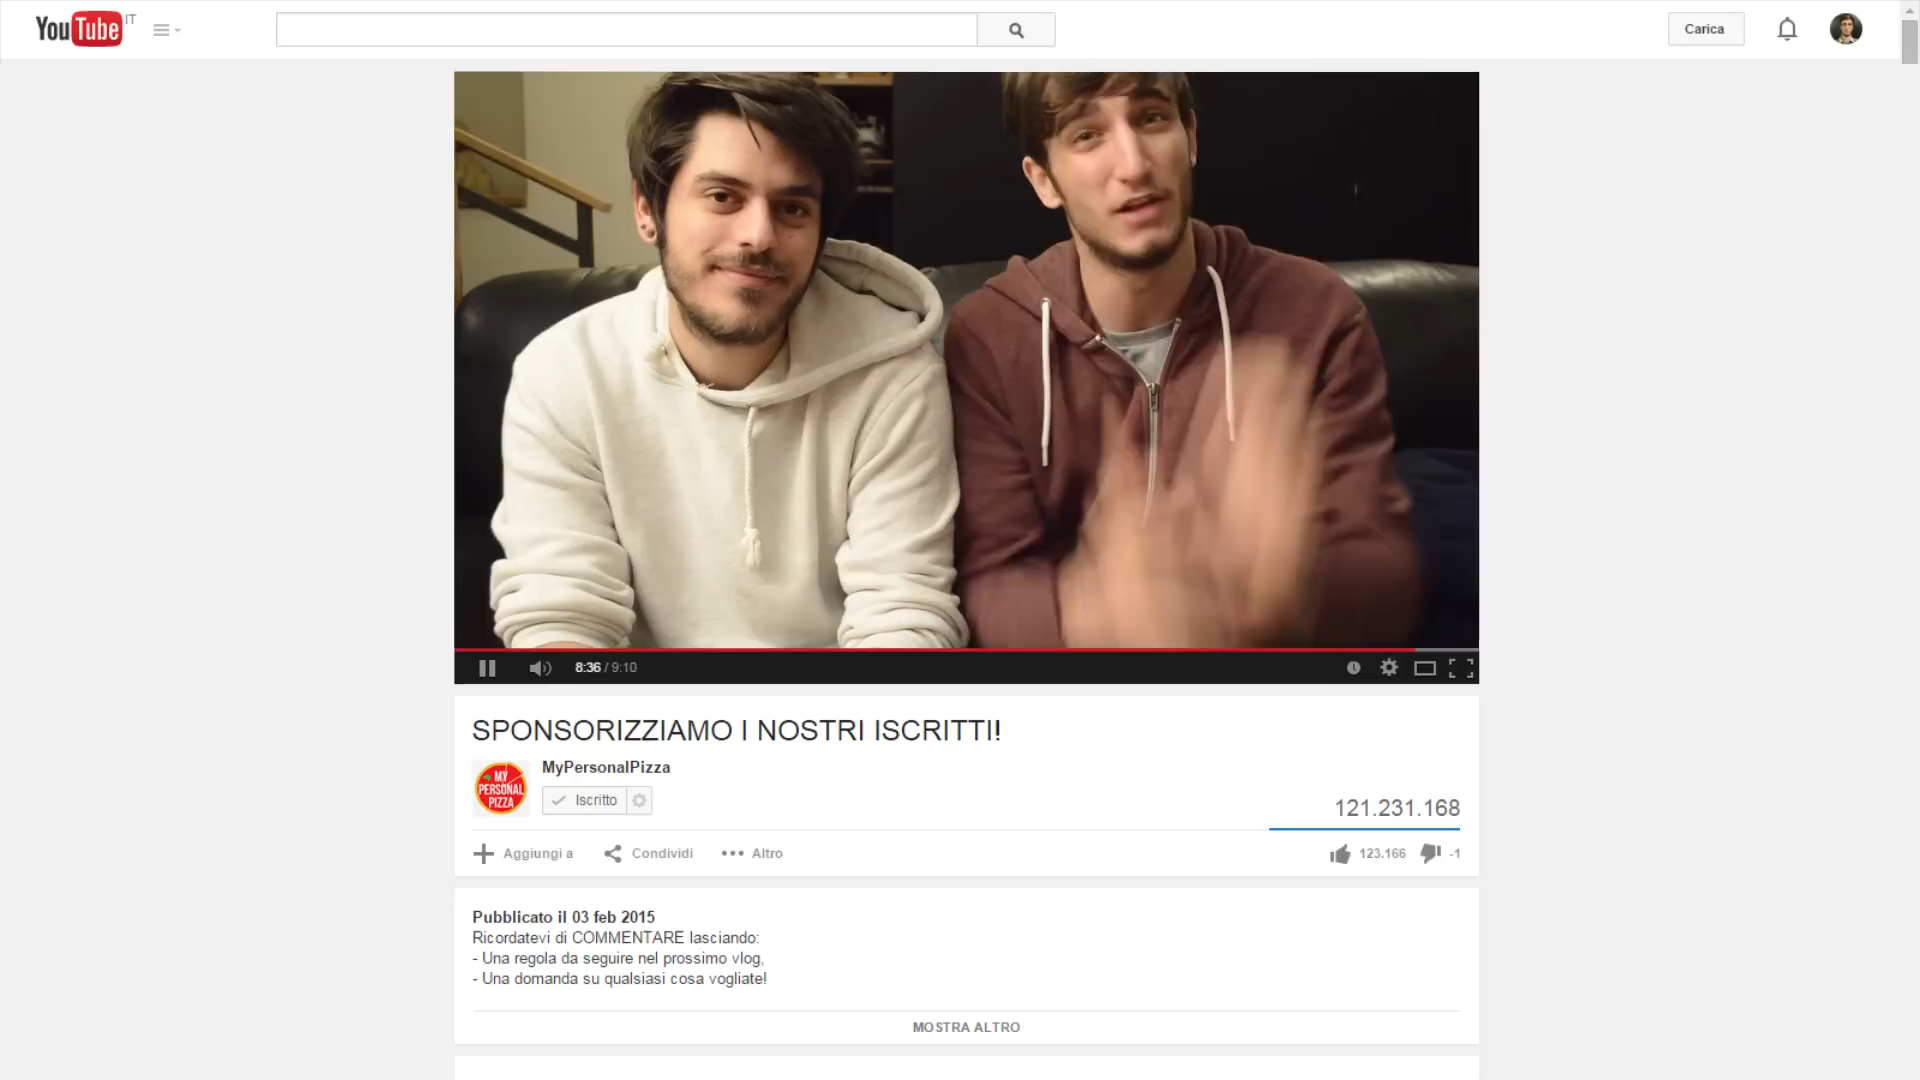 YouTube IT
Carica
8:36 / 9:10
SPONSORIZZIAMO I NOSTRI ISCRITTI!
MY PERSONAL PIZZA
MyPersonalPizza
Iscritto
121.231.168
Aggiungi a Condividi Altro 123.166 -1
Pubblicato il 03 feb 2015
Ricordatevi di COMMENTARE lasciando:
- Una regola da seguire nel prossimo vlog,
- Una domanda su qualsiasi cosa vogliate!
MOSTRA ALTRO